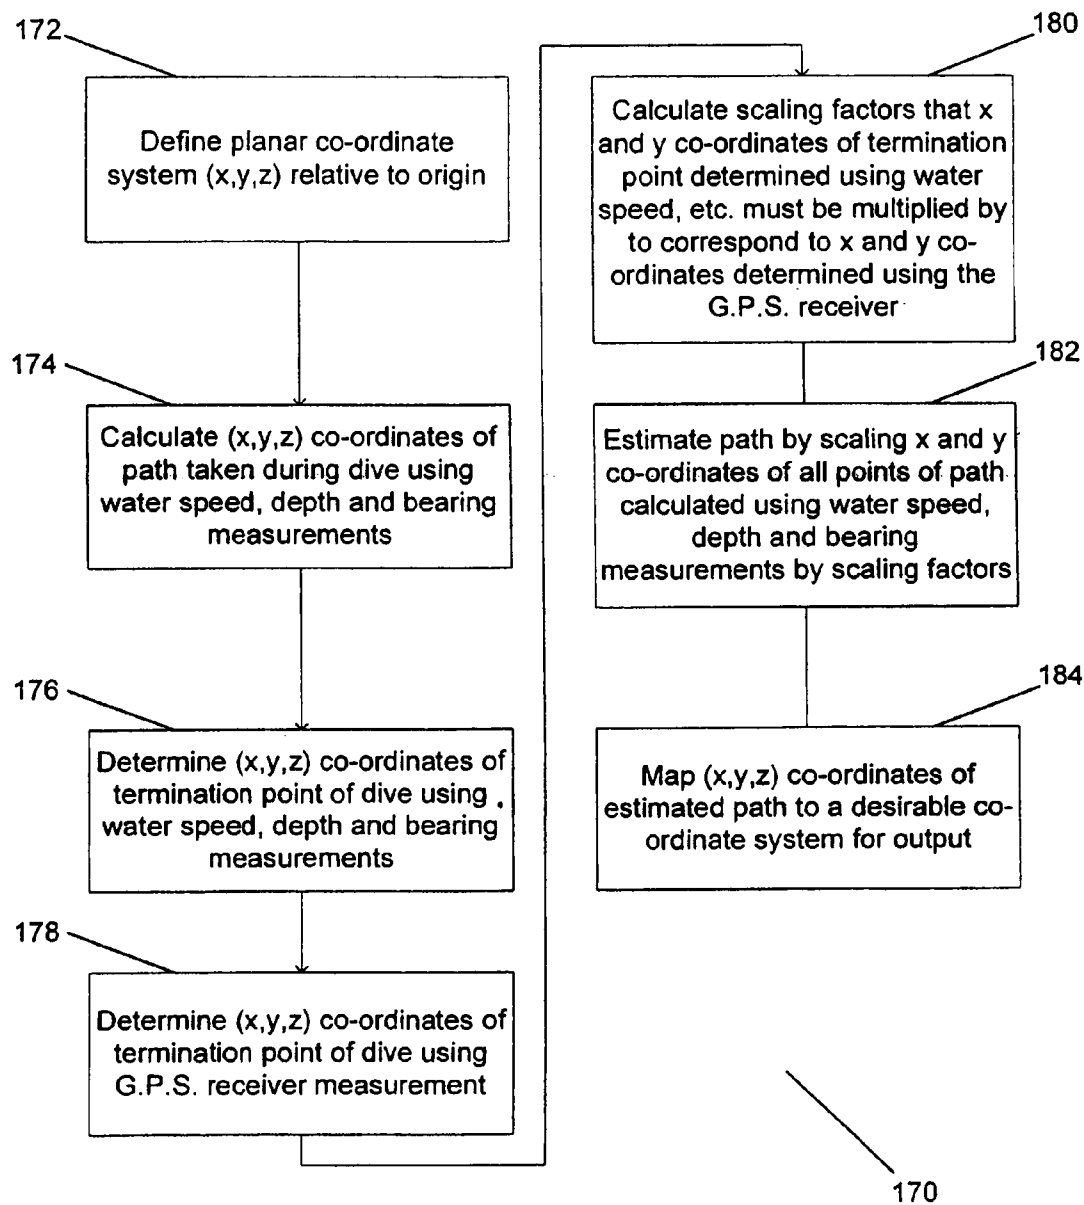 172
Define planar co-ordinate
system (x,y,z) relative to origin
174
Calculate (x,y,z) co-ordinates of
path taken during dive using
water speed, depth and bearing
measurements
176
Determine (x,y,z) co-ordinates of
termination point of dive using
water speed, depth and bearing
measurements
178
Determine (x,y,z) co-ordinates of
termination point of dive using
G.P.S. receiver measurement
180
Calculate scaling factors that x
and y co-ordinates of termination
point determined using water
speed, etc. must be multiplied by
to correspond to x and y co-
ordinates determined using the
G.P.S. receiver
182
Estimate path by scaling x and y
co-ordinates of all points of path
calculated using water speed,
depth and bearing
measurements by scaling factors
184
Map (x,y,z) co-ordinates of
estimated path to a desirable co-
ordinate system for output
170